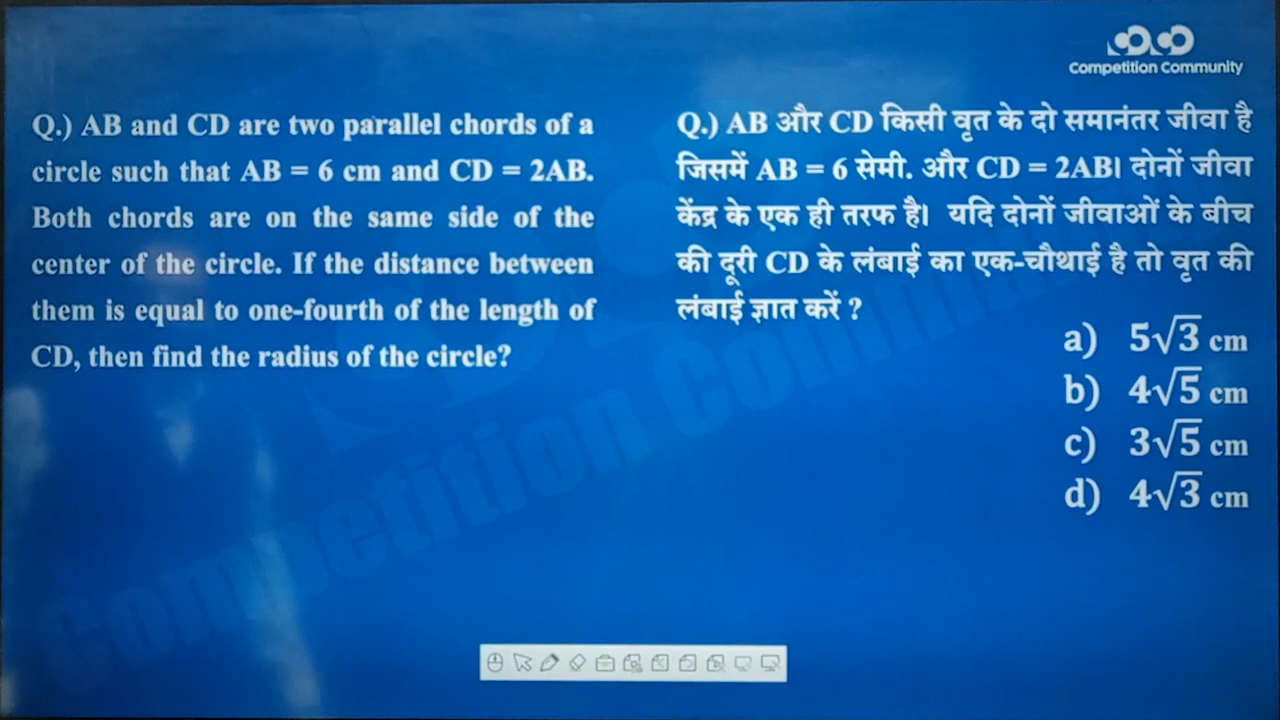 Competition Community
Q.) AB and CD are two parallel chords of a
circle such that AB = 6 cm and CD = 2AB.
Both chords are on the same side of the
center of the circle. If the distance between
them is equal to one-fourth of the length of
CD, then find the radius of the circle?
Q.) AB और CD किसी वृत के दो समानंतर जीवा है
जिसमें AB = 6 सेमी. और CD = 2AB। दोनों जीवा
केंद्र के एक ही तरफ है। यदि दोनों जीवाओं के बीच
की दूरी CD के लंबाई का एक-चौथाई है तो वृत की
लंबाई ज्ञात करें ?
a) 5√3 cm
b) 4√5 cm
c) 3√5 cm
d) 4√3 cm
Competition Community